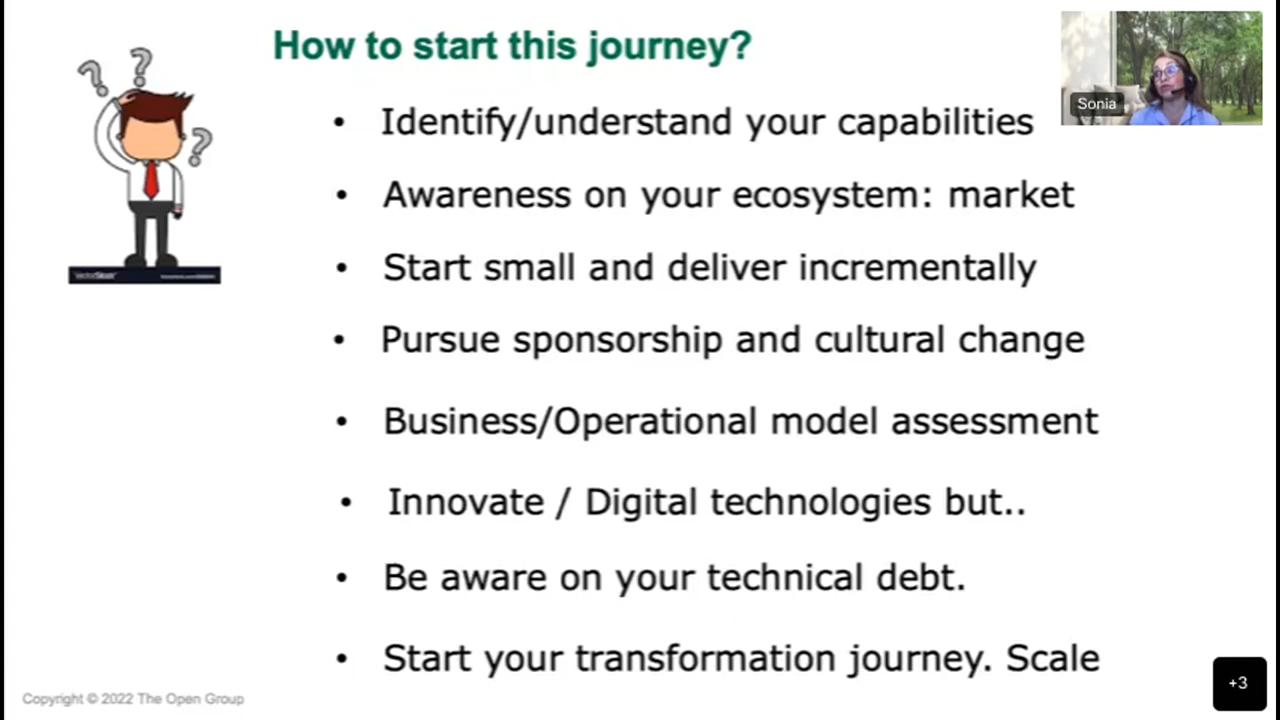 How to start this journey?
Sonia
• Identify/understand your capabilities
• Awareness on your ecosystem: market
• Start small and deliver incrementally
• Pursue sponsorship and cultural change
• Business/Operational model assessment
• Innovate / Digital technologies but..
• Be aware on your technical debt.
• Start your transformation journey. Scale
VectorStock
Copyright © 2022 The Open Group
+3